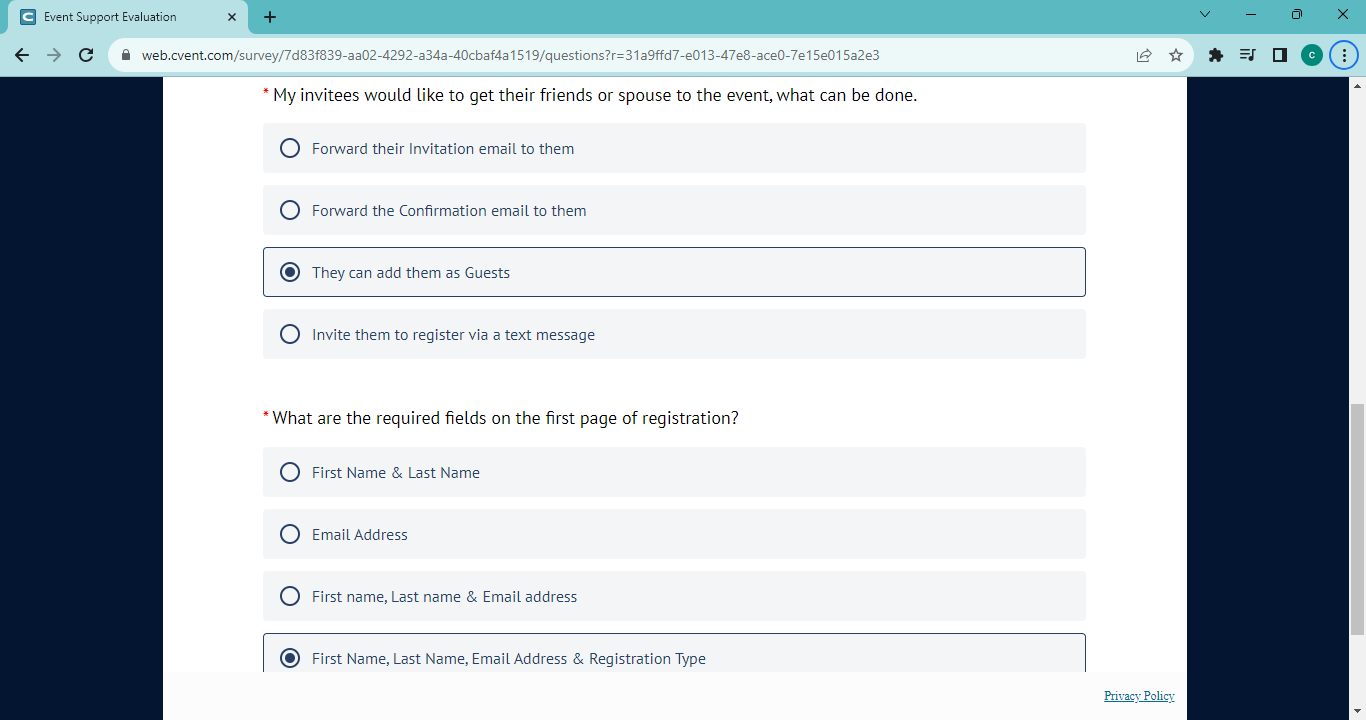 Event Support Evaluation
web.cvent.com/survey/7d83f839-aa02-4292-a34a-40cbaf4a1519/questions?r=31a9ffd7-e013-47e8-ace0-7e15e015a2e3
C
* My invitees would like to get their friends or spouse to the event, what can be done.
Forward their Invitation email to them
Forward the Confirmation email to them
They can add them as Guests
Invite them to register via a text message
* What are the required fields on the first page of registration?
First Name & Last Name
Email Address
First name, Last name & Email address
First Name, Last Name, Email Address & Registration Type
Privacy Policy